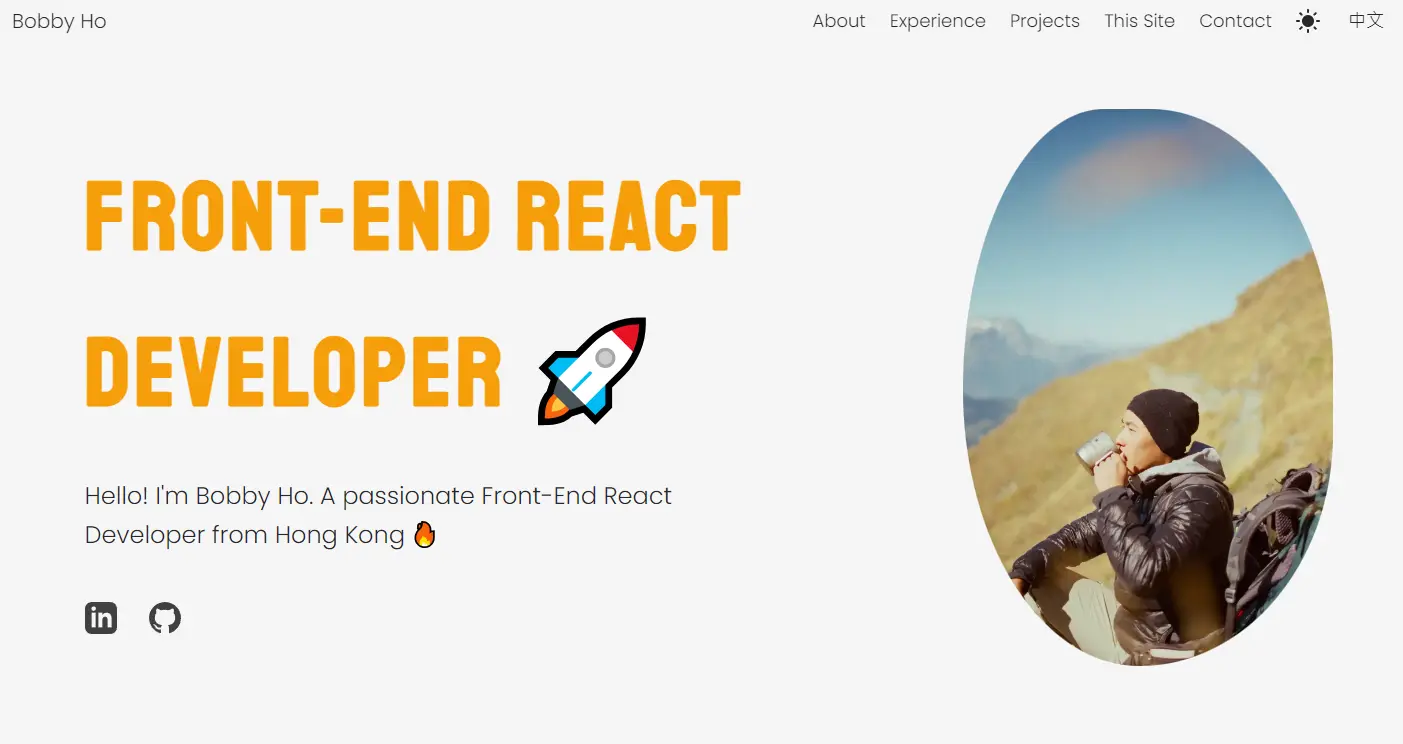 Bobby Ho
About Experience Projects This Site Contact 中文
FRONT-END REACT
DEVELOPER 🚀
Hello! I'm Bobby Ho. A passionate Front-End React
Developer from Hong Kong 🔥
in